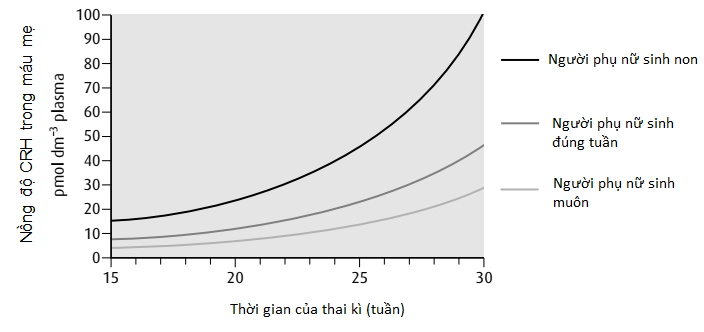 Nồng độ CRH trong máu mẹ
pmol dm⁻³ plasma
100
90
80
70
60
50
40
30
20
10
0
15
20
25
30
Thời gian của thai kì (tuần)
Người phụ nữ sinh non
Người phụ nữ sinh
đúng tuần
Người phụ nữ sinh
muôn